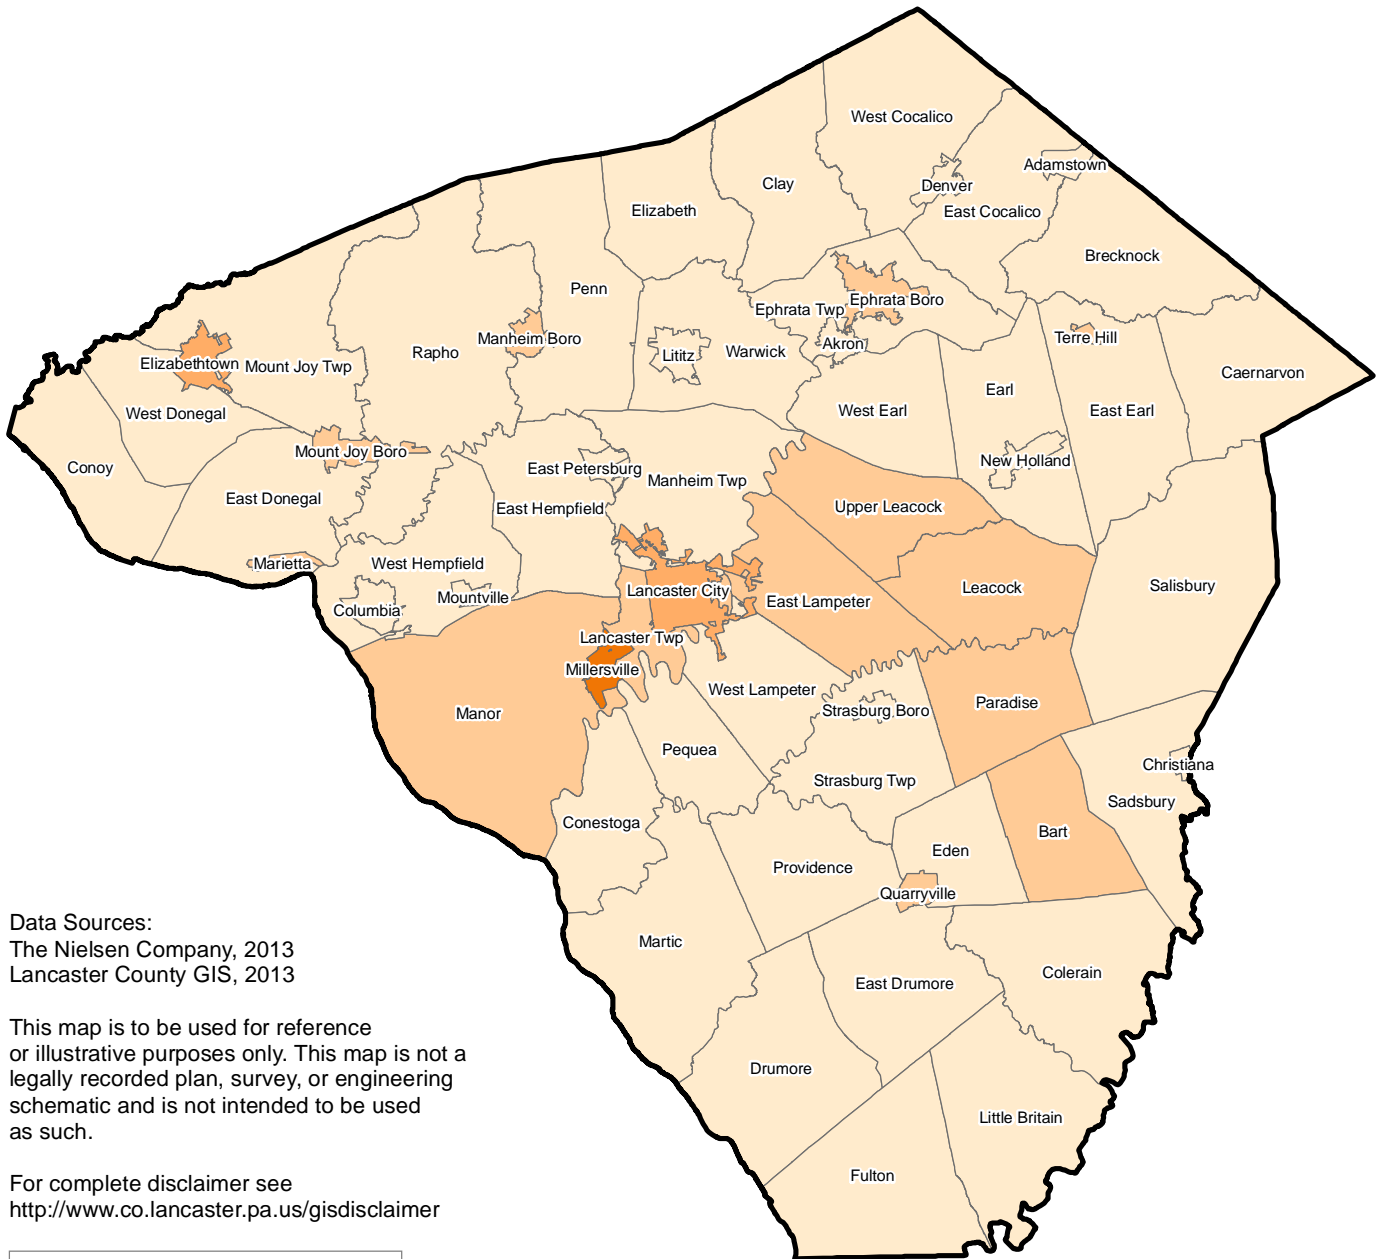 West Cocalico
Adamstown
Clay
Denver
Elizabeth
East Cocalico
Brecknock
Penn
Ephrata Twp
Ephrata Boro
Manheim Boro
Terre Hill
Akron
Rapho
Lititz
Warwick
Elizabethtown
Mount Joy Twp
Caernarvon
Earl
West Donegal
West Earl
East Earl
Mount Joy Boro
New Holland
Conoy
East Petersburg
Manheim Twp
East Donegal
East Hempfield
Upper Leacock
Marietta
West Hempfield
Leacock
Salisbury
Lancaster City
Mountville
East Lampeter
Columbia
Lancaster Twp
Millersville
West Lampeter
Paradise
Manor
Strasburg Boro
Pequea
Christiana
Strasburg Twp
Sadsbury
Conestoga
Bart
Eden
Providence
Quarryville
Martic
Colerain
East Drumore
Drumore
Little Britain
Fulton
Data Sources:
The Nielsen Company, 2013
Lancaster County GIS, 2013
This map is to be used for reference
or illustrative purposes only. This map is not a
legally recorded plan, survey, or engineering
schematic and is not intended to be used
as such.
For complete disclaimer see
http://www.co.lancaster.pa.us/gisdisclaimer